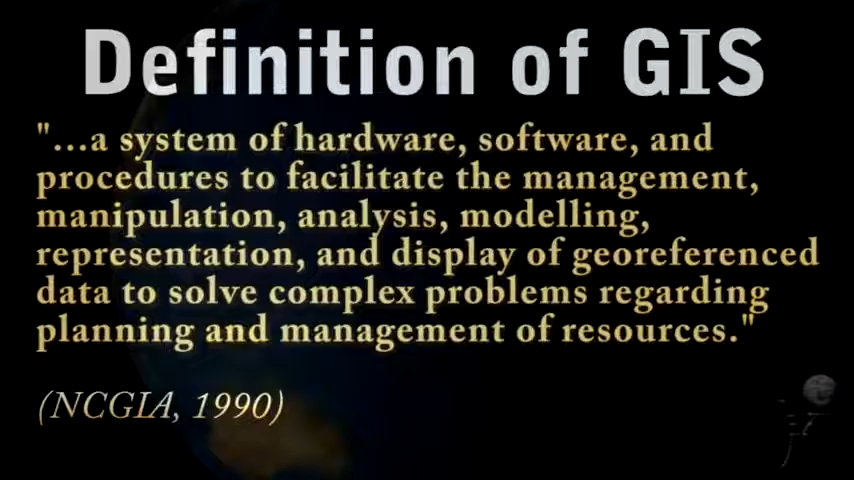 Definition of GIS
"...a system of hardware, software, and
procedures to facilitate the management,
manipulation, analysis, modelling,
representation, and display of georeferenced
data to solve complex problems regarding
planning and management of resources."
(NCGIA, 1990)